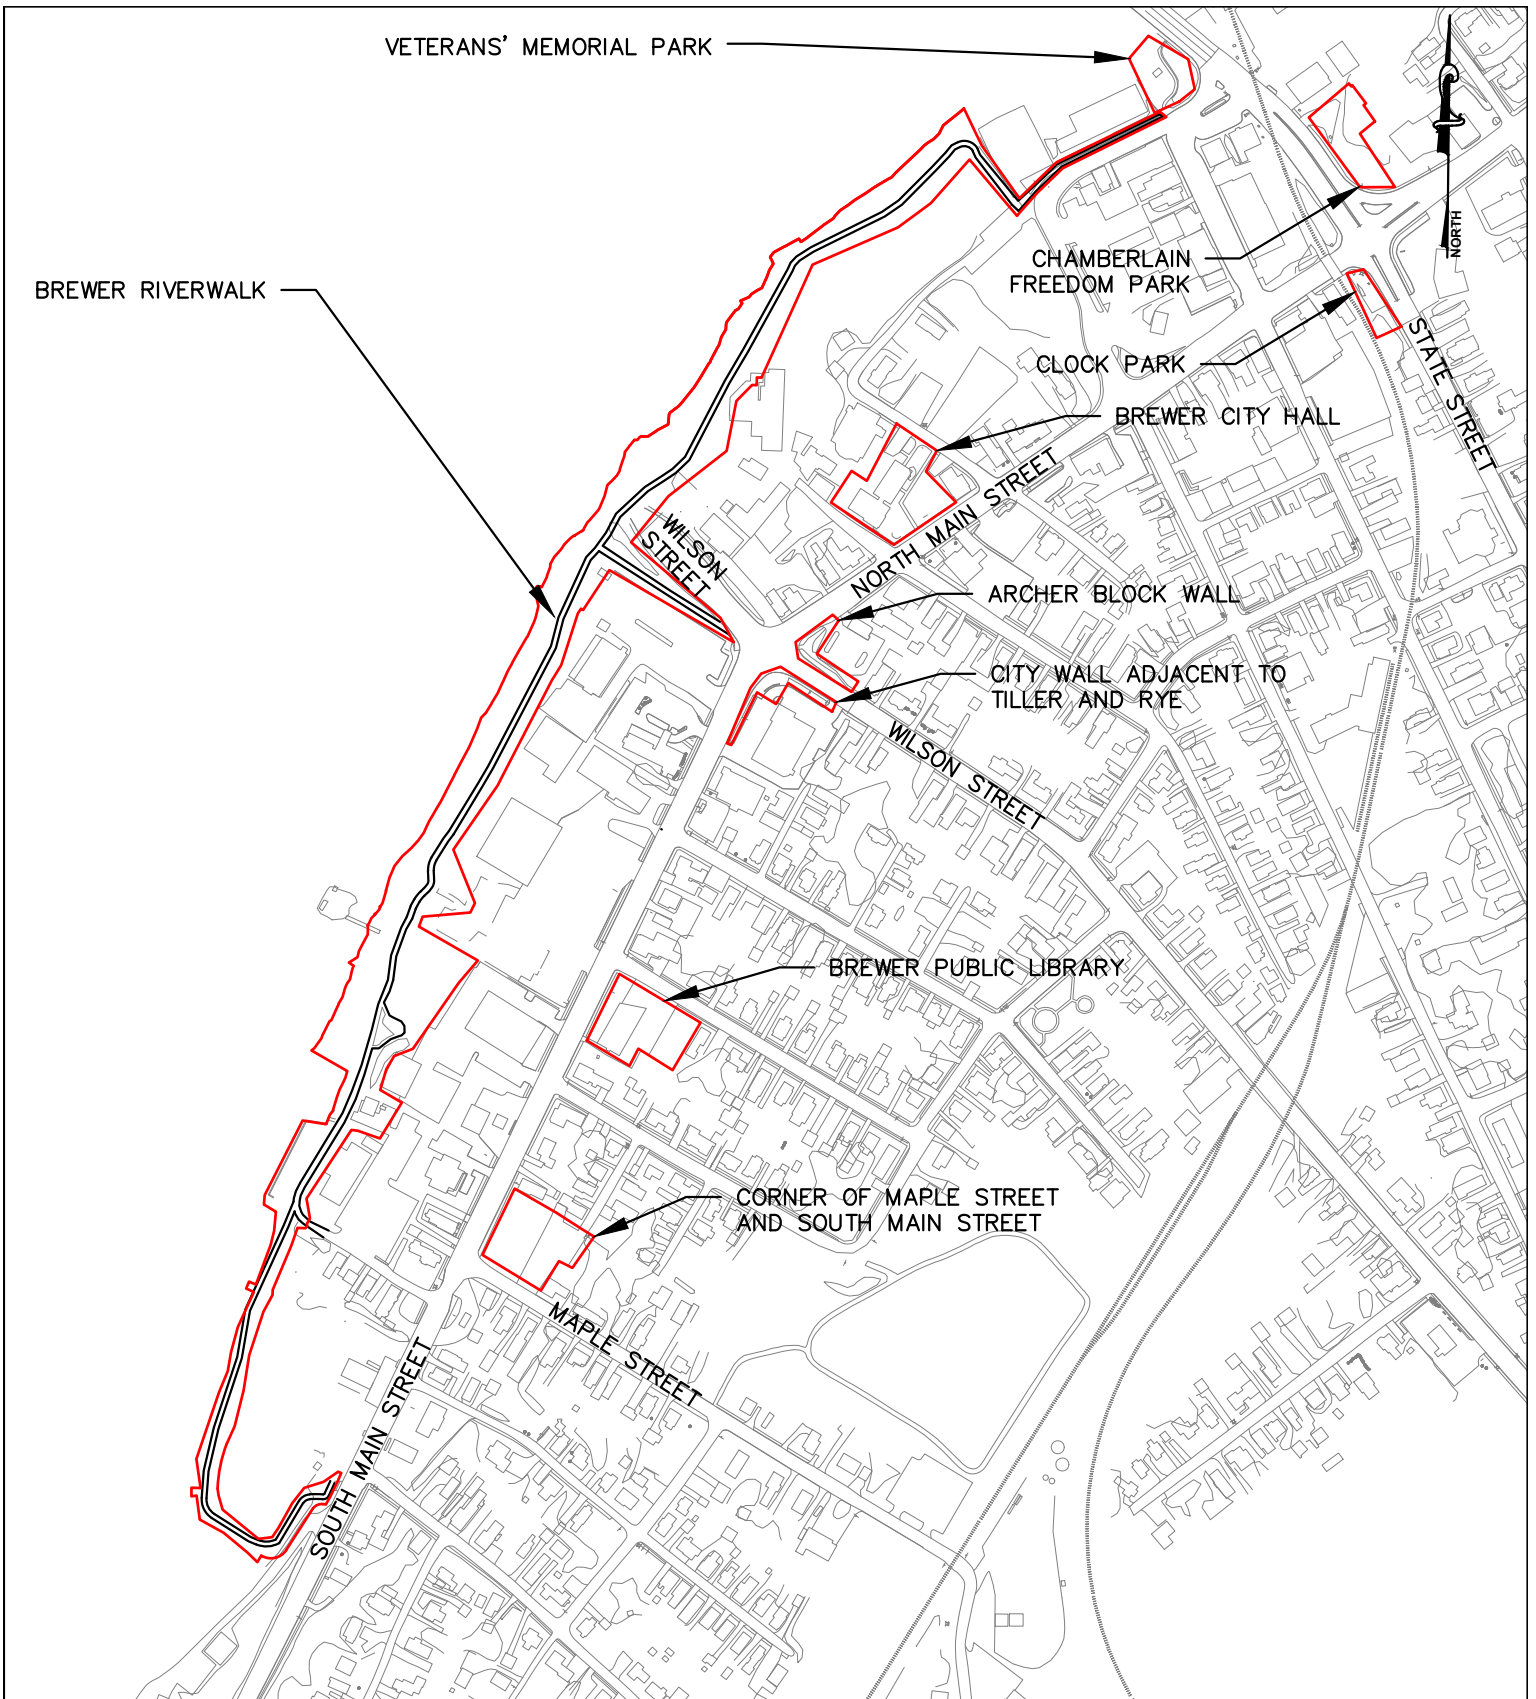 VETERANS' MEMORIAL PARK
NORTH
CHAMBERLAIN
FREEDOM PARK
BREWER RIVERWALK
CLOCK PARK
STATE STREET
BREWER CITY HALL
NORTH MAIN STREET
WILSON
STREET
ARCHER BLOCK WALL
CITY WALL ADJACENT TO
TILLER AND RYE
WILSON STREET
BREWER PUBLIC LIBRARY
CORNER OF MAPLE STREET
AND SOUTH MAIN STREET
MAPLE STREET
SOUTH MAIN STREET